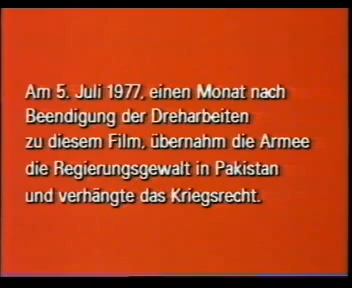 Am 5. Juli 1977, einen Monat nach
Beendigung der Dreharbeiten
zu diesem Film, übernahm die Armee
die Regierungsgewalt in Pakistan
und verhängte das Kriegsrecht.